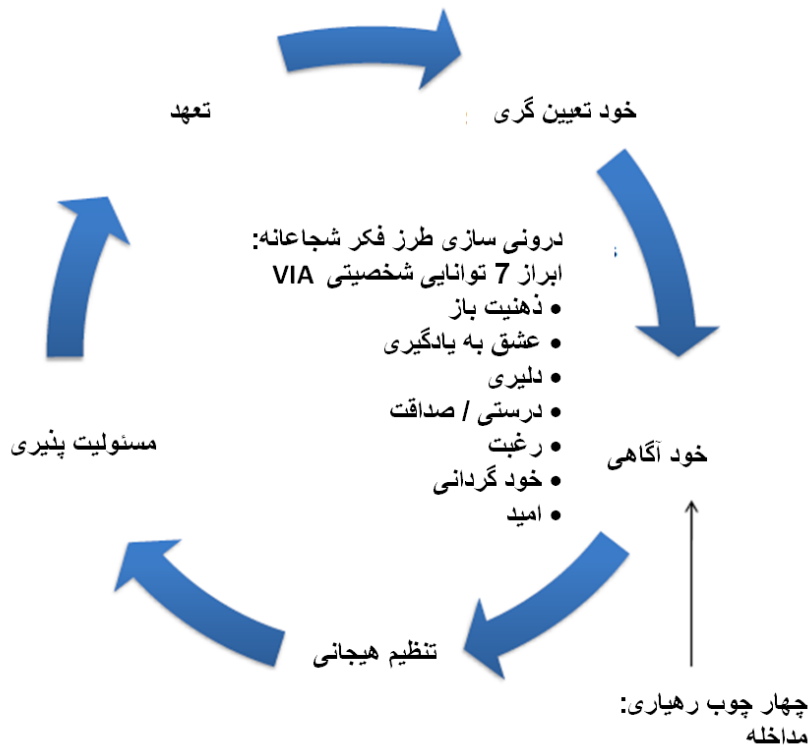 تعهد
خود تعیین گری
درونی سازی طرز فکر شجاعانه:
ابراز 7 توانایی شخصیتی VIA
• ذهنیت باز
• عشق به یادگیری
• دلیری
• درستی / صداقت
• رغبت
• خود گردانی
• امید
خود آگاهی
مسئولیت پذیری
تنظیم هیجانی
چهار چوب رهیاری:
مداخله